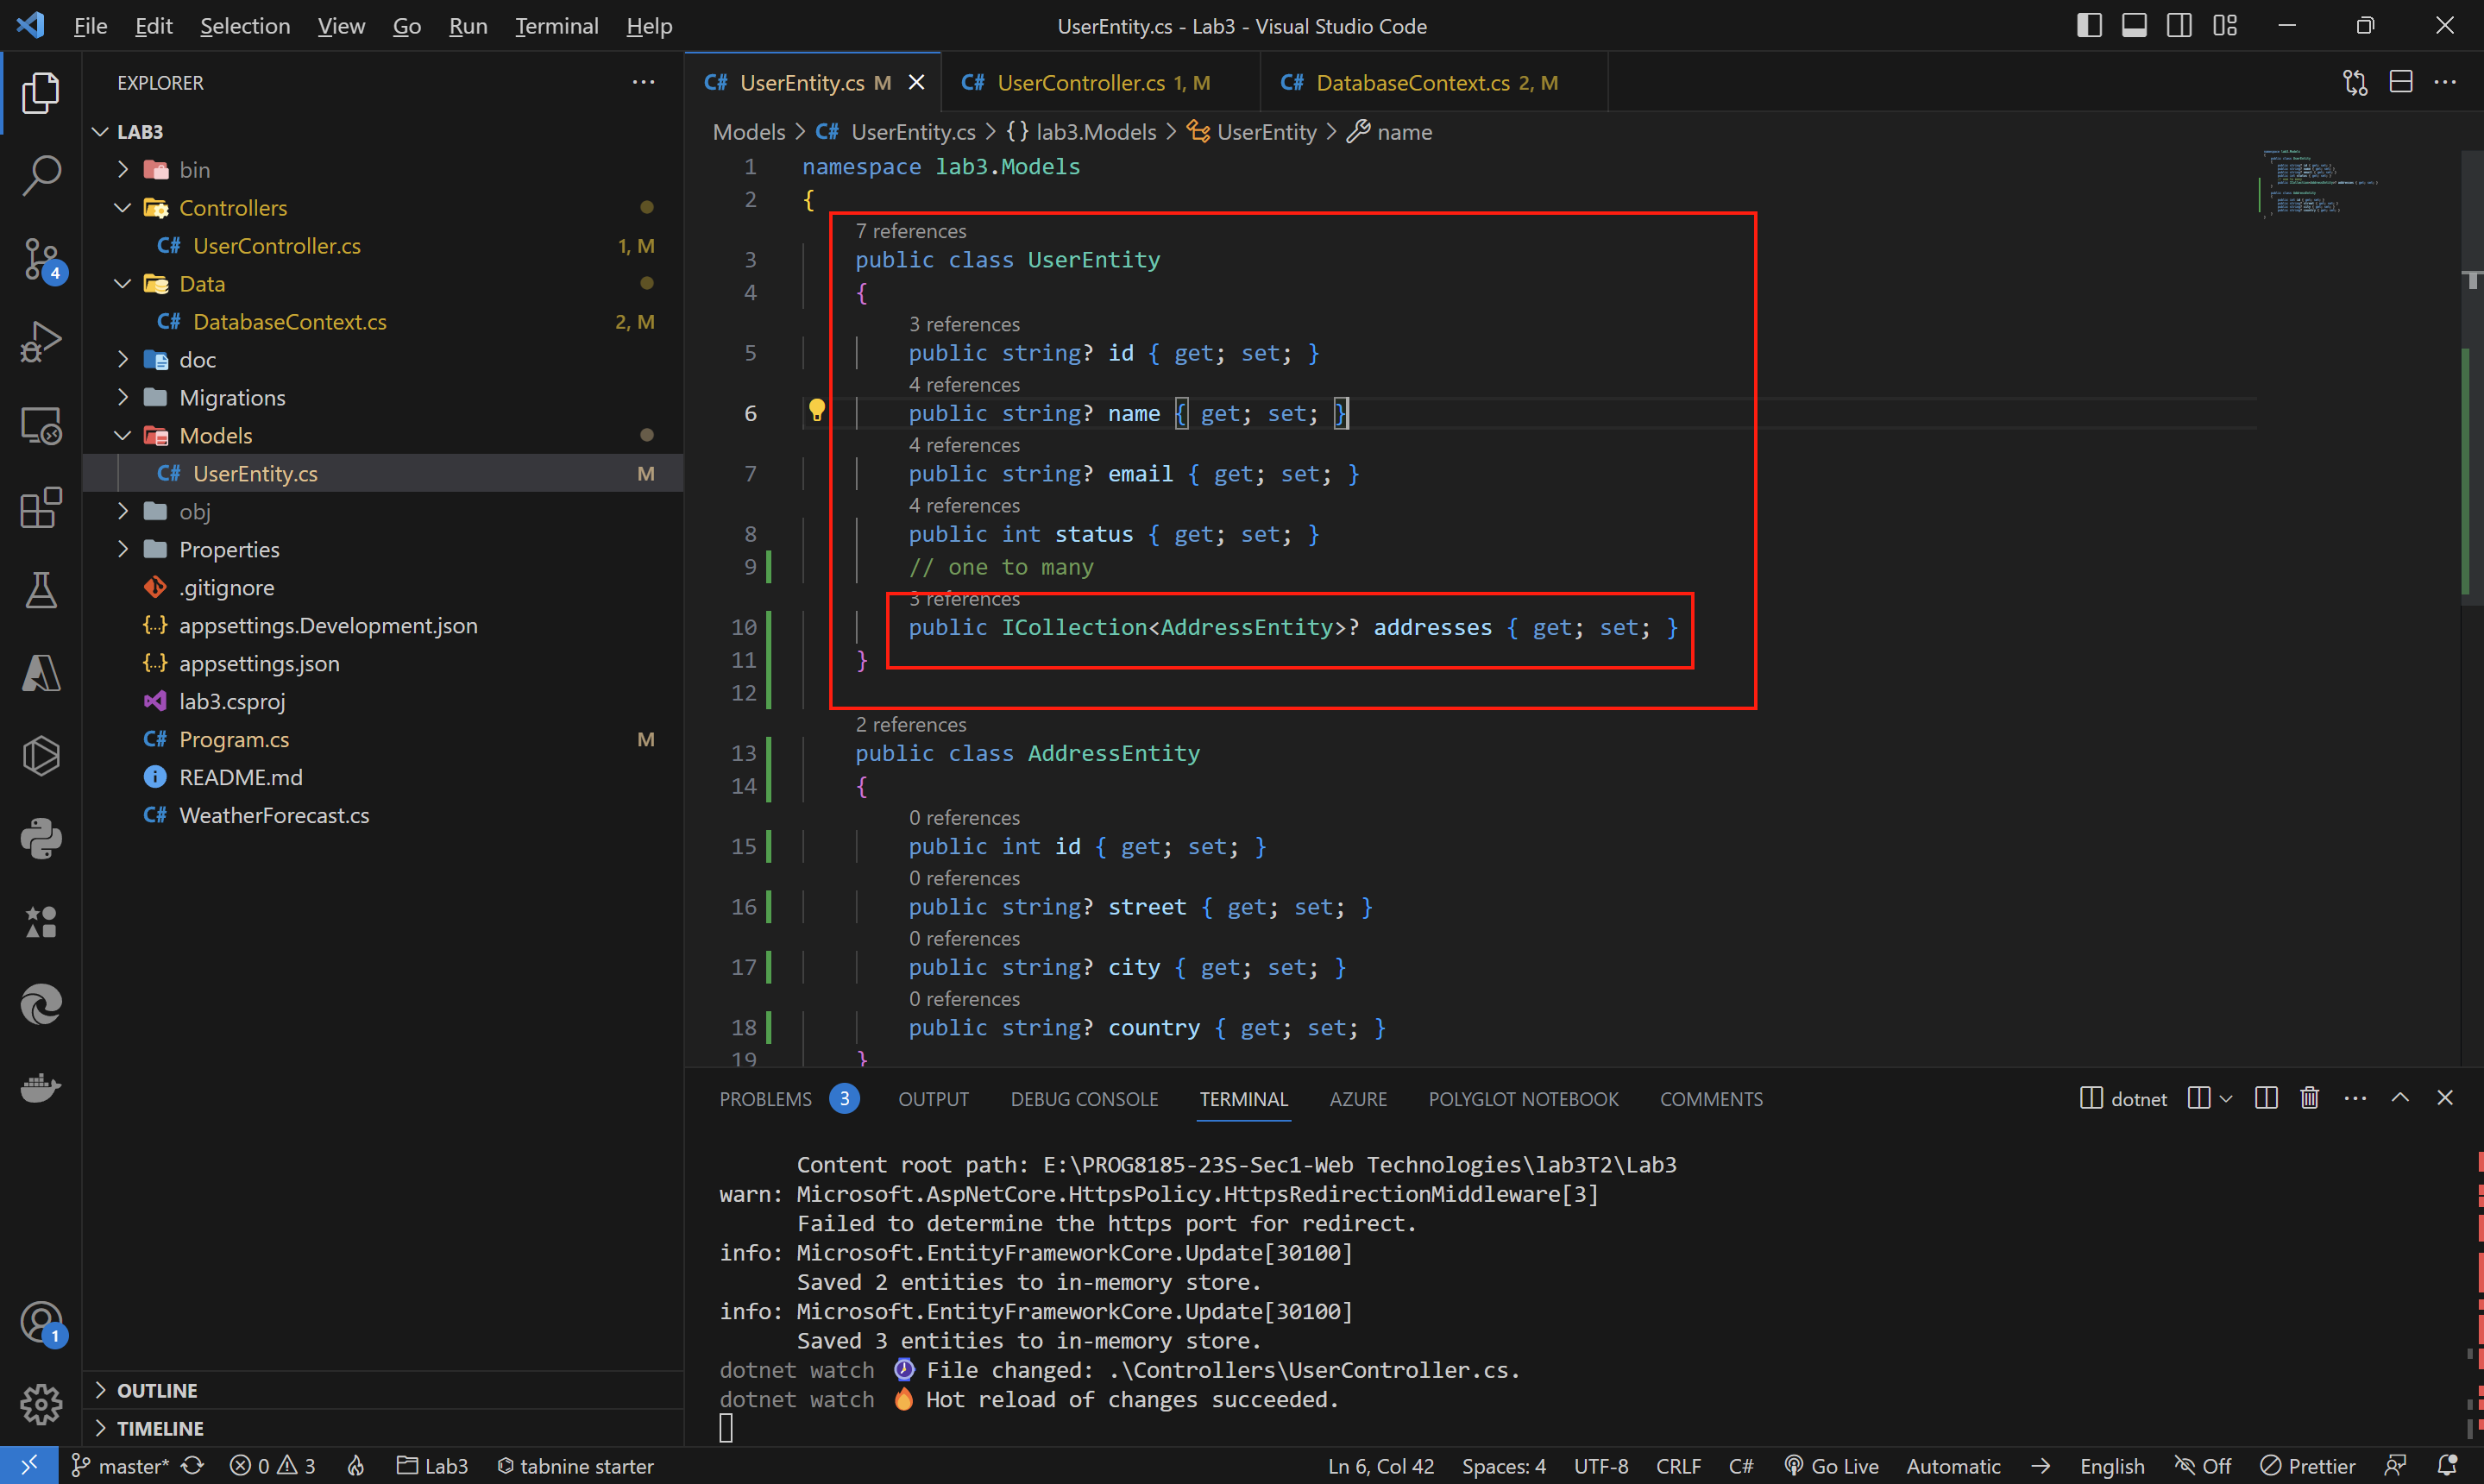 File Edit Selection View Go Run Terminal Help
UserEntity.cs - Lab3 - Visual Studio Code
EXPLORER
LAB3
bin
Controllers
C# UserController.cs 1, M
Data
C# DatabaseContext.cs 2, M
doc
Migrations
Models
C# UserEntity.cs M
obj
Properties
.gitignore
{..} appsettings.Development.json
{..} appsettings.json
lab3.csproj
C# Program.cs M
README.md
C# WeatherForecast.cs
OUTLINE
TIMELINE
4
1
C# UserEntity.cs M
C# UserController.cs 1, M
C# DatabaseContext.cs 2, M
Models > C# UserEntity.cs > {} lab3.Models > UserEntity > name
1 namespace lab3.Models
2 {
7 references
3 public class UserEntity
4 {
3 references
5 public string? id { get; set; }
4 references
6 public string? name { get; set; }
4 references
7 public string? email { get; set; }
4 references
8 public int status { get; set; }
9 // one to many
3 references
10 public ICollection<AddressEntity>? addresses { get; set; }
11 }
12
2 references
13 public class AddressEntity
14 {
0 references
15 public int id { get; set; }
0 references
16 public string? street { get; set; }
0 references
17 public string? city { get; set; }
0 references
18 public string? country { get; set; }
19 }
PROBLEMS 3 OUTPUT DEBUG CONSOLE TERMINAL AZURE POLYGLOT NOTEBOOK COMMENTS
dotnet
Content root path: E:\PROG8185-23S-Sec1-Web Technologies\lab3T2\Lab3
warn: Microsoft.AspNetCore.HttpsPolicy.HttpsRedirectionMiddleware[3]
Failed to determine the https port for redirect.
info: Microsoft.EntityFrameworkCore.Update[30100]
Saved 2 entities to in-memory store.
info: Microsoft.EntityFrameworkCore.Update[30100]
Saved 3 entities to in-memory store.
dotnet watch ⌚ File changed: .\Controllers\UserController.cs.
dotnet watch 🔥 Hot reload of changes succeeded.
master* 0 3 Lab3 tabnine starter
Ln 6, Col 42 Spaces: 4 UTF-8 CRLF C# Go Live Automatic English Off Prettier